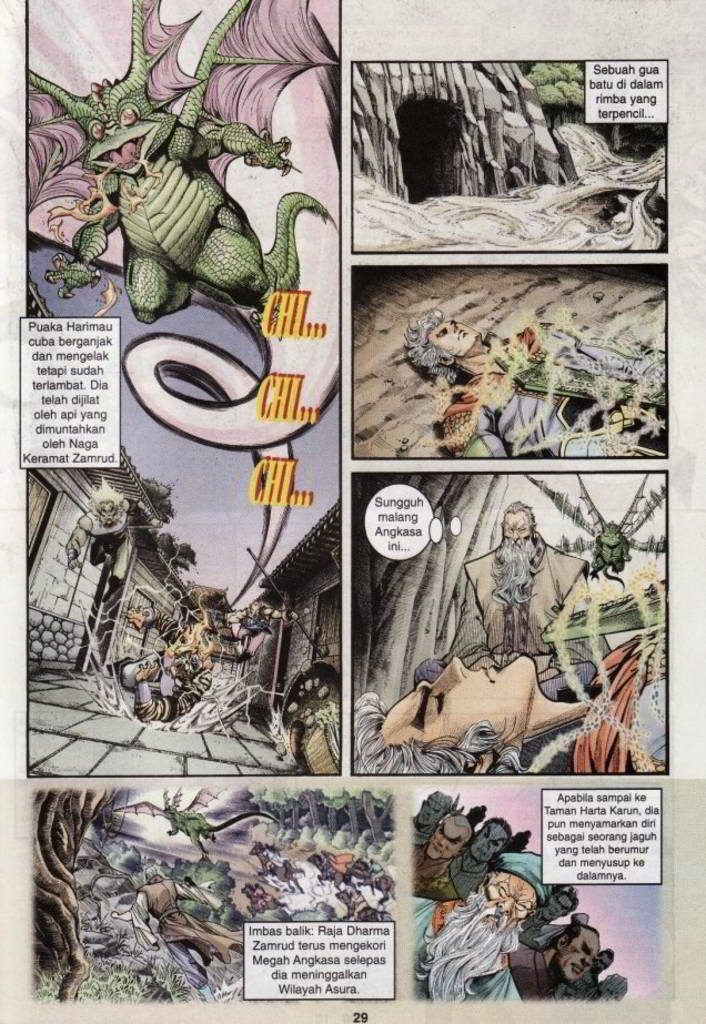 Puaka Harimau
cuba berganjak
dan mengelak
tetapi sudah
terlambat. Dia
telah dijilat
oleh api yang
dimuntahkan
oleh Naga
Keramat Zamrud.
CHI...
CHI...
CHI...
Sebuah gua
batu di dalam
rimba yang
terpencil...
Sungguh
malang
Angkasa
ini...
Imbas balik: Raja Dharma
Zamrud terus mengekori
Megah Angkasa selepas
dia meninggalkan
Wilayah Asura.
Apabila sampai ke
Taman Harta Karun, dia
pun menyamarkan diri
sebagai seorang jaguh
yang telah berumur
dan menyusup ke
dalamnya.
29